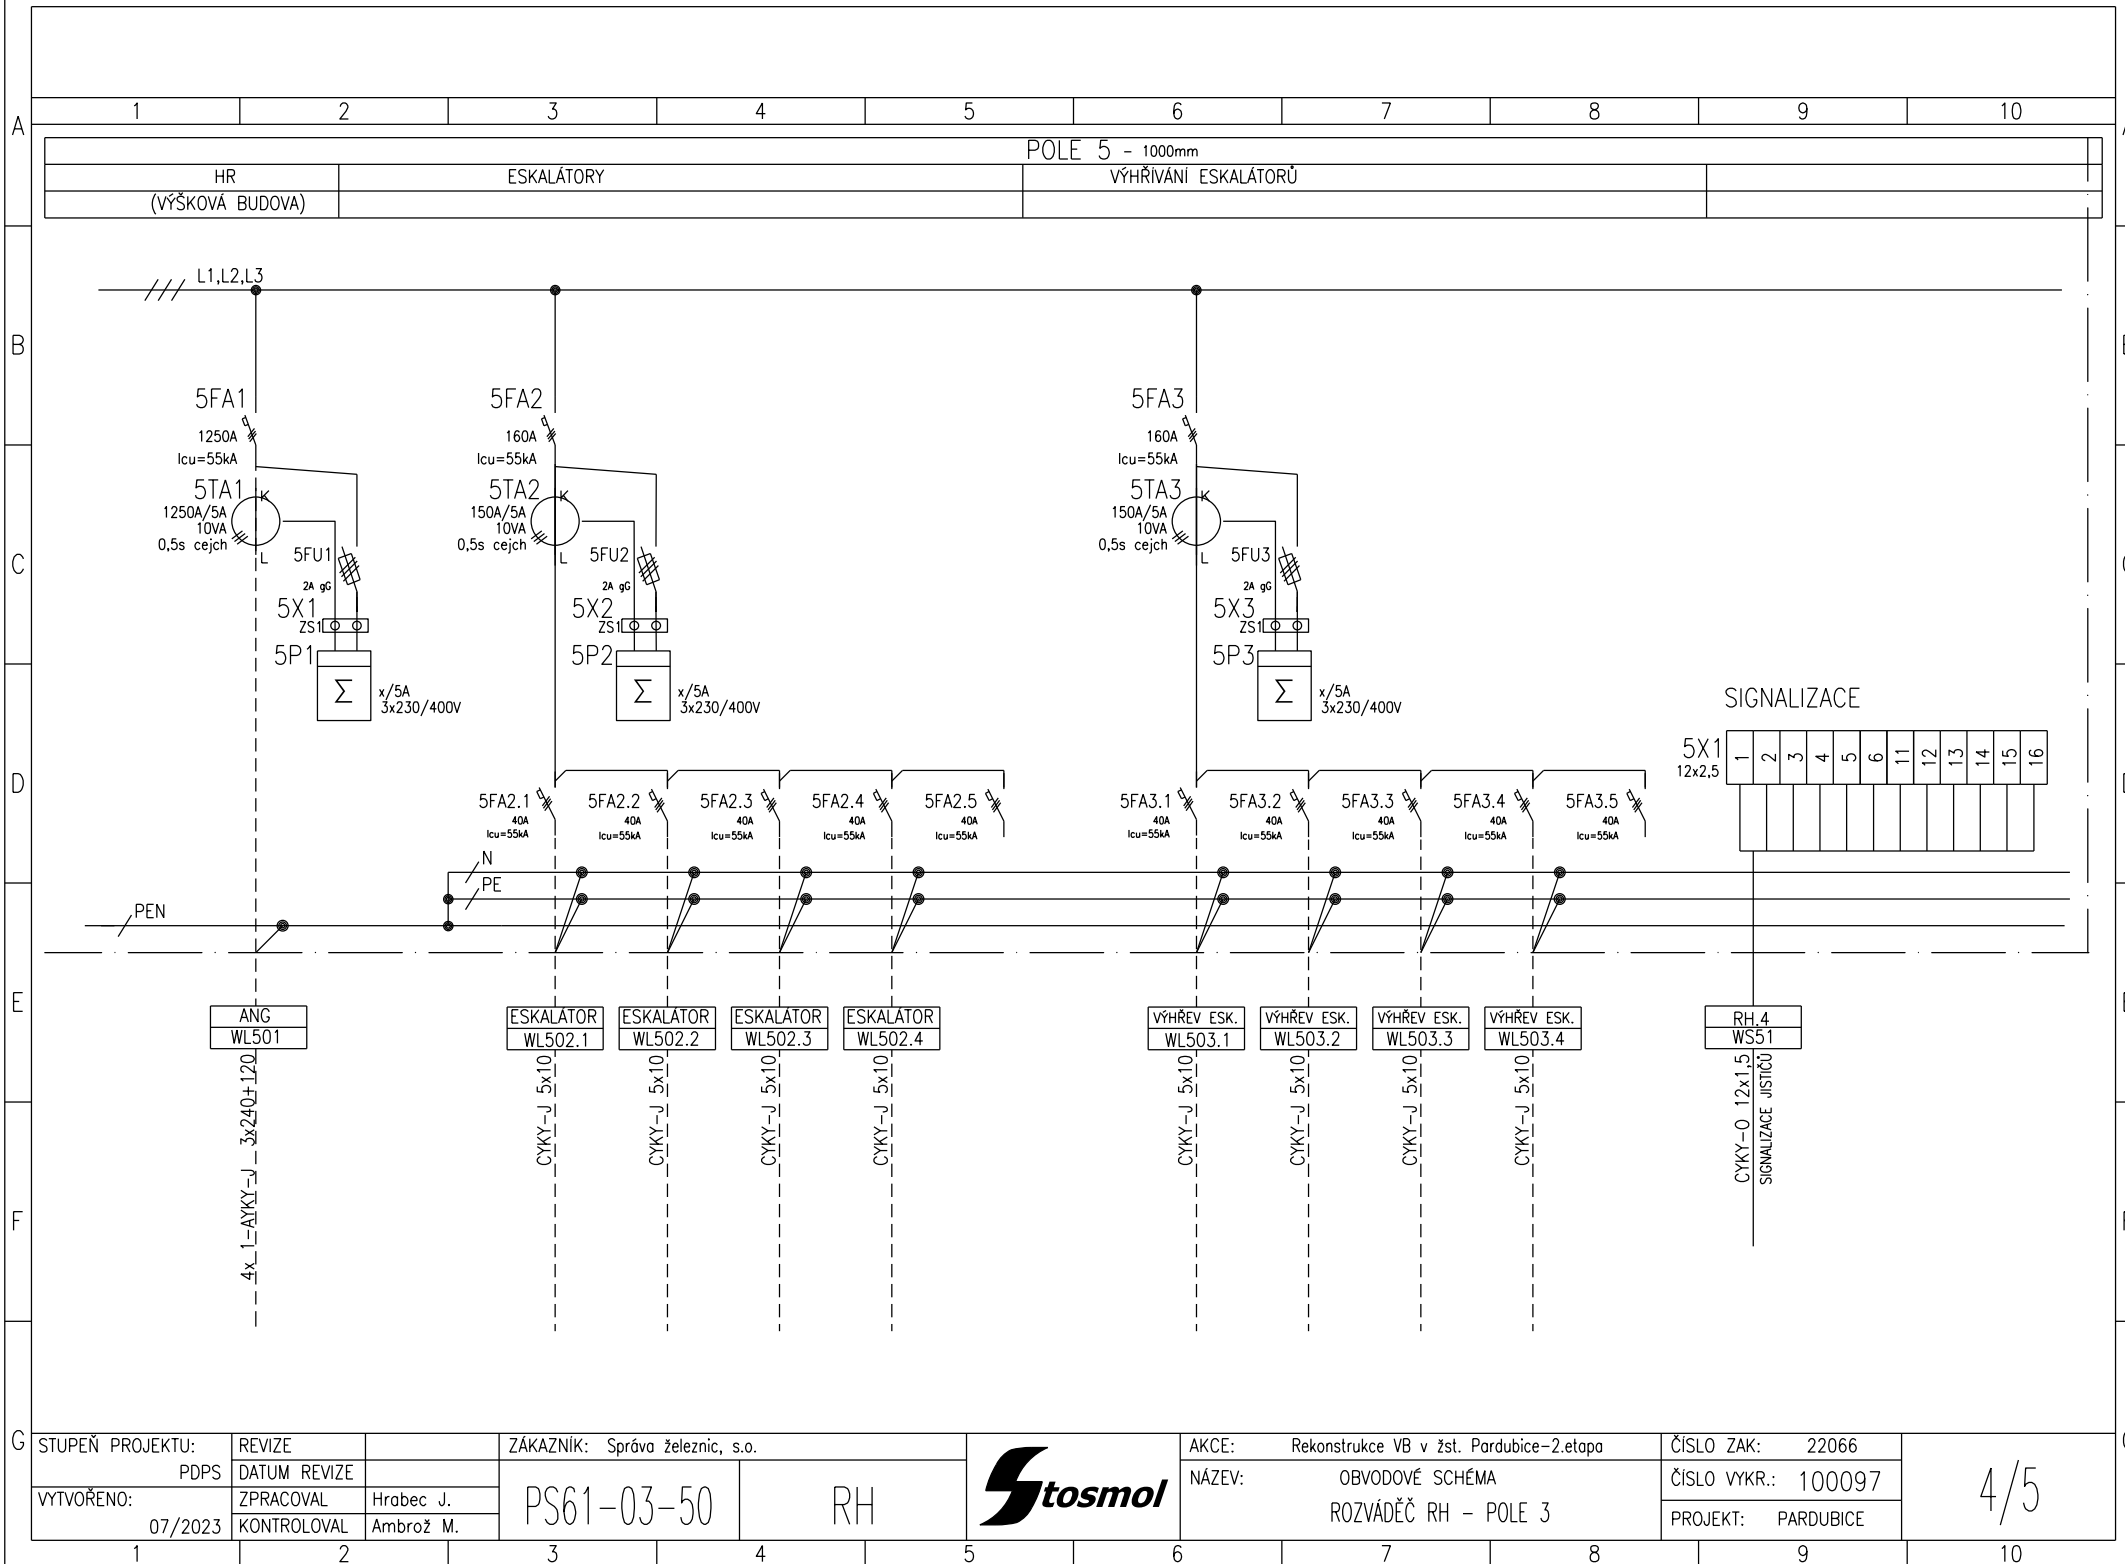 1 2 3 4 5 6 7 8 9 10
A
POLE 5 - 1000mm
HR ESKALÁTORY VÝHŘÍVÁNÍ ESKALÁTORŮ
(VÝŠKOVÁ BUDOVA)
L1,L2,L3
B
5FA1 5FA2 5FA3
1250A 160A 160A
Icu=55kA Icu=55kA Icu=55kA
5TA1 K 5TA2 K 5TA3 K
1250A/5A 150A/5A 150A/5A
10VA 10VA 10VA
0,5s cejch 0,5s cejch 0,5s cejch
L L L
C
5FU1 5FU2 5FU3
2A gG 2A gG 2A gG
5X1 5X2 5X3
ZS1 ZS1 ZS1
5P1 5P2 5P3
Σ Σ Σ
x/5A x/5A x/5A
3x230/400V 3x230/400V 3x230/400V
SIGNALIZACE
5X1 1 2 3 4 5 6 11 12 13 14 15 16
12x2,5
D
5FA2.1 5FA2.2 5FA2.3 5FA2.4 5FA2.5 5FA3.1 5FA3.2 5FA3.3 5FA3.4 5FA3.5
40A 40A 40A 40A 40A 40A 40A 40A 40A 40A
Icu=55kA Icu=55kA Icu=55kA Icu=55kA Icu=55kA Icu=55kA Icu=55kA Icu=55kA Icu=55kA Icu=55kA
N
PE
PEN
E
ANG ESKALÁTOR ESKALÁTOR ESKALÁTOR ESKALÁTOR VÝHŘEV ESK. VÝHŘEV ESK. VÝHŘEV ESK. VÝHŘEV ESK. RH.4
WL501 WL502.1 WL502.2 WL502.3 WL502.4 WL503.1 WL503.2 WL503.3 WL503.4 WS51
4x 1-AYKY-J 3x240+120
CYKY-J 5x10
CYKY-J 5x10
CYKY-J 5x10
CYKY-J 5x10
CYKY-J 5x10
CYKY-J 5x10
CYKY-J 5x10
CYKY-J 5x10
CYKY-O 12x1,5
SIGNALIZACE JISTIČŮ
F
G
STUPEŇ PROJEKTU: REVIZE ZÁKAZNÍK: Správa železnic, s.o. AKCE: Rekonstrukce VB v žst. Pardubice-2.etapa ČÍSLO ZAK: 22066
PDPS DATUM REVIZE NÁZEV: OBVODOVÉ SCHÉMA ČÍSLO VYKR.: 100097
VYTVOŘENO: ZPRACOVAL Hrabec J. PS61-03-50 RH Stosmol ROZVÁDĚČ RH - POLE 3 4/5
07/2023 KONTROLOVAL Ambrož M. PROJEKT: PARDUBICE
1 2 3 4 5 6 7 8 9 10